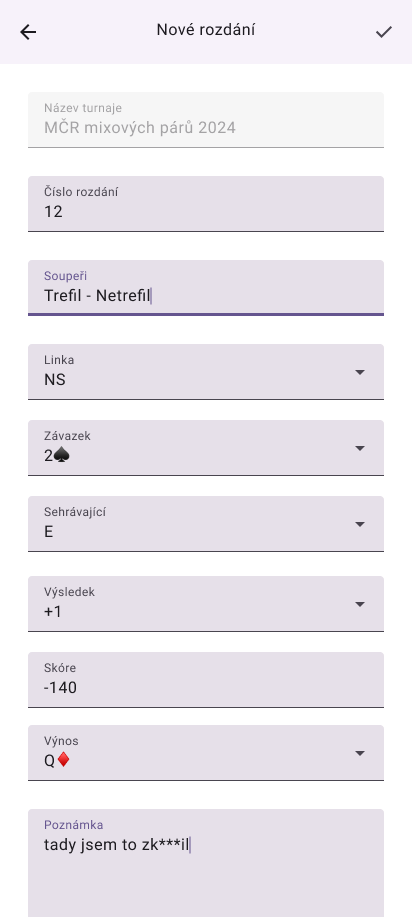 Nové rozdání
Název turnaje
MČR mixových párů 2024
Číslo rozdání
12
Soupeři
Trefil - Netrefil
Linka
NS
Závazek
2♠
Sehrávající
E
Výsledek
+1
Skóre
-140
Výnos
Q♦
Poznámka
tady jsem to zk***il